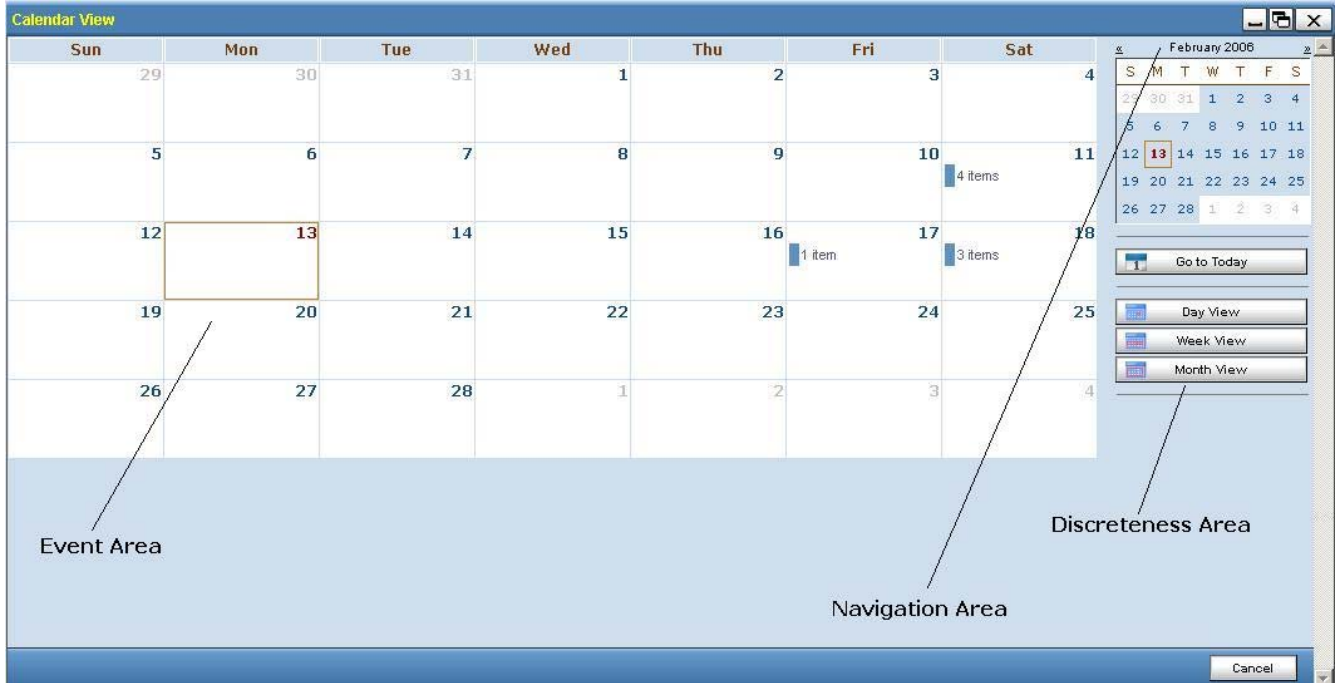 Calendar View
Sun Mon Tue Wed Thu Fri Sat
29 30 31 1 2 3 4
5 6 7 8 9 10 11
4 items
12 13 14 15 16 17 18
1 item 3 items
19 20 21 22 23 24 25
26 27 28 1 2 3 4
« February 2006 »
S M T W T F S
29 30 31 1 2 3 4
5 6 7 8 9 10 11
12 13 14 15 16 17 18
19 20 21 22 23 24 25
26 27 28 1 2 3 4
1 Go to Today
Day View
Week View
Month View
Event Area
Discreteness Area
Navigation Area
Cancel